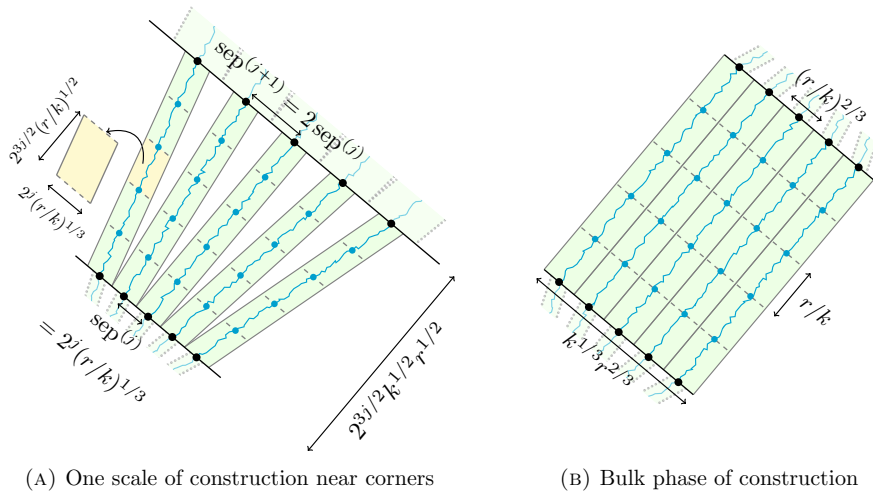 sep^(j+1) = 2 sep^(j)
2^{3j/2}(r/k)^{1/2}
2^j(r/k)^{1/3}
sep^(j)
= 2^j(r/k)^{1/3}
2^{3j/2}k^{1/2}r^{1/2}
(A) One scale of construction near corners
(r/k)^{2/3}
r/k
k^{1/3}r^{2/3}
(B) Bulk phase of construction